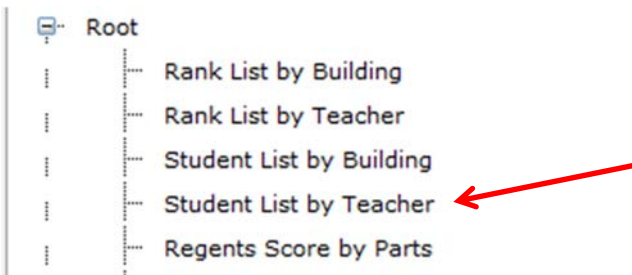 Root
Rank List by Building
Rank List by Teacher
Student List by Building
Student List by Teacher
Regents Score by Parts